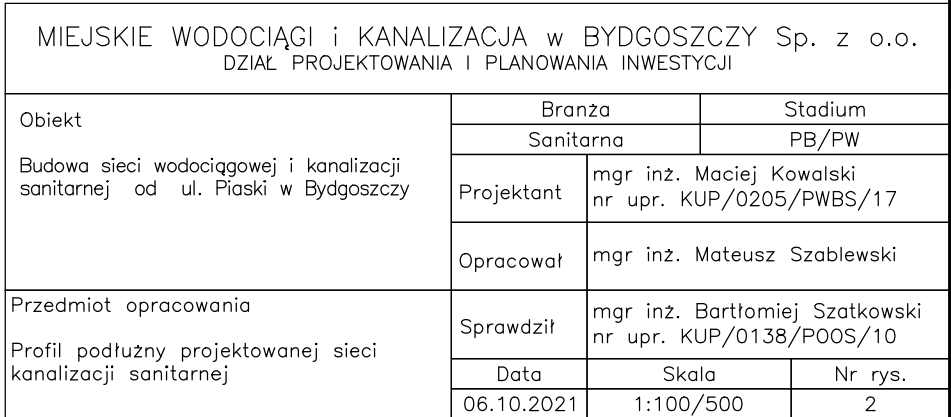 MIEJSKIE WODOCIĄGI i KANALIZACJA w BYDGOSZCZY Sp. z o.o.
DZIAŁ PROJEKTOWANIA I PLANOWANIA INWESTYCJI
Obiekt
Budowa sieci wodociągowej i kanalizacji
sanitarnej od ul. Piaski w Bydgoszczy
Branża Stadium
Sanitarna PB/PW
Projektant
mgr inż. Maciej Kowalski
nr upr. KUP/0205/PWBS/17
Opracował mgr inż. Mateusz Szablewski
Przedmiot opracowania
Profil podłużny projektowanej sieci
kanalizacji sanitarnej
Sprawdził
mgr inż. Bartłomiej Szatkowski
nr upr. KUP/0138/POOS/10
Data Skala Nr rys.
06.10.2021 1:100/500 2